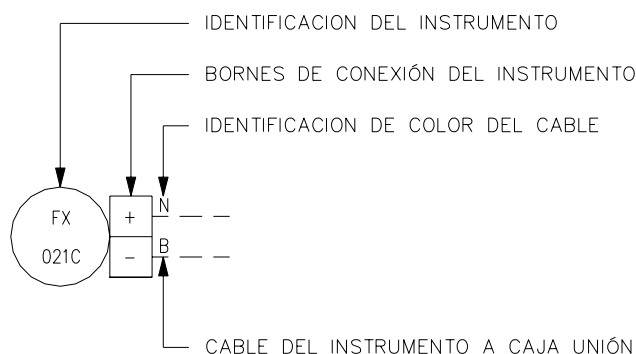 IDENTIFICACION DEL INSTRUMENTO
BORNES DE CONEXIÓN DEL INSTRUMENTO
IDENTIFICACION DE COLOR DEL CABLE
FX
+
N
021C
-
B
CABLE DEL INSTRUMENTO A CAJA UNIÓN